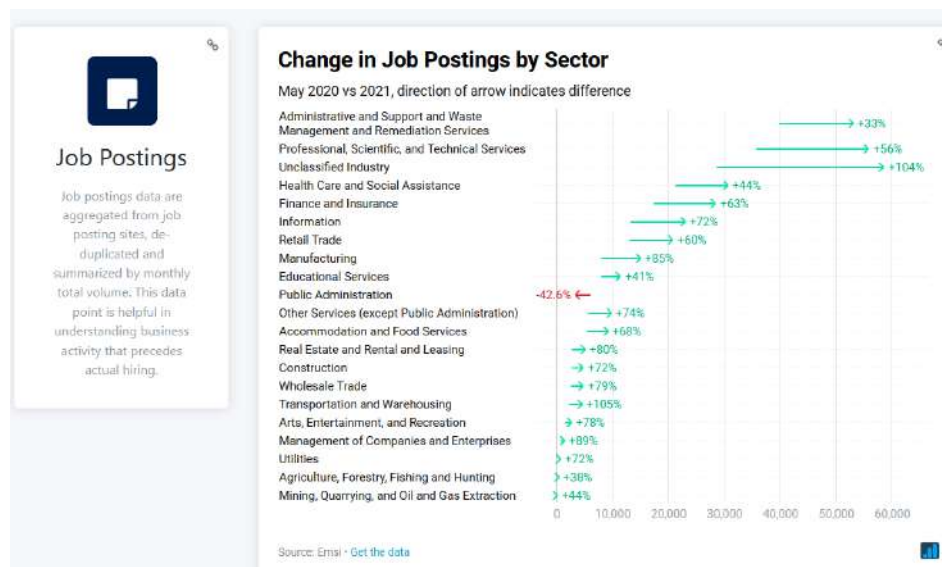 Job Postings
Job postings data are
aggregated from job
posting sites, de-
duplicated and
summarized by monthly
total volume. This data
point is helpful in
understanding business
activity that precedes
actual hiring.
Change in Job Postings by Sector
May 2020 vs 2021, direction of arrow indicates difference
Administrative and Support and Waste
Management and Remediation Services +33%
Professional, Scientific, and Technical Services +56%
Unclassified Industry +104%
Health Care and Social Assistance +44%
Finance and Insurance +63%
Information +72%
Retail Trade +60%
Manufacturing +85%
Educational Services +41%
Public Administration -42.6%
Other Services (except Public Administration) +74%
Accommodation and Food Services +68%
Real Estate and Rental and Leasing +80%
Construction +72%
Wholesale Trade +79%
Transportation and Warehousing +105%
Arts, Entertainment, and Recreation +78%
Management of Companies and Enterprises +89%
Utilities +72%
Agriculture, Forestry, Fishing and Hunting +38%
Mining, Quarrying, and Oil and Gas Extraction +44%
0 10,000 20,000 30,000 40,000 50,000 60,000
Source: Emsi • Get the data